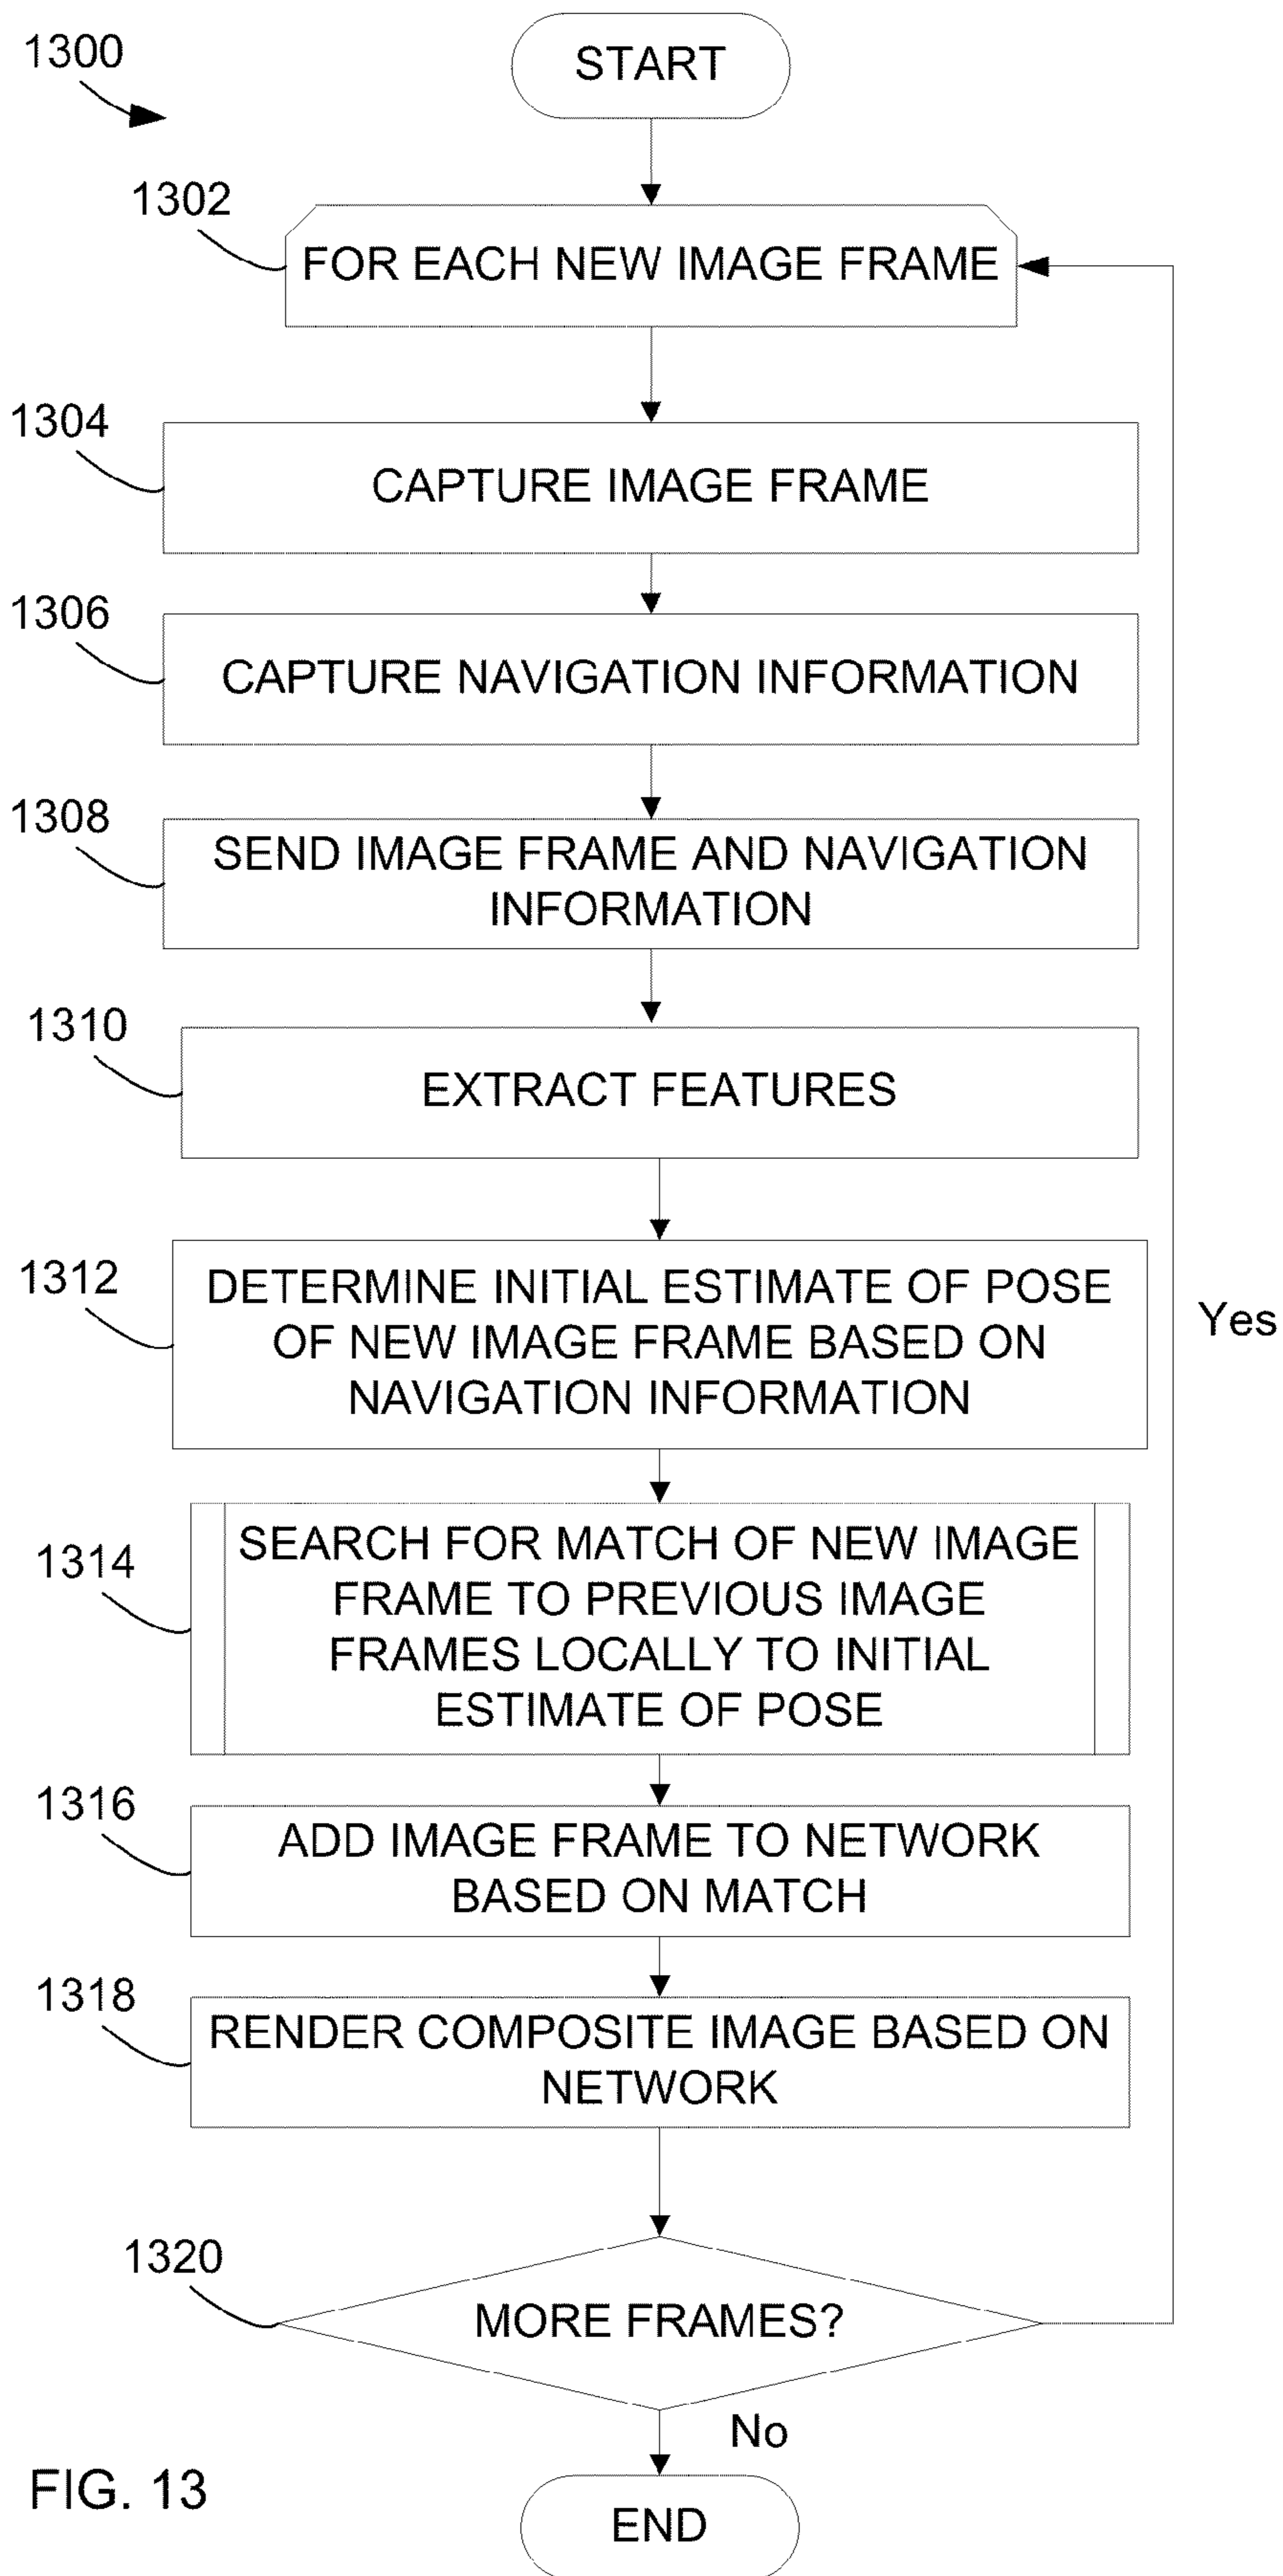 1300
START
1302
FOR EACH NEW IMAGE FRAME
1304
CAPTURE IMAGE FRAME
1306
CAPTURE NAVIGATION INFORMATION
1308
SEND IMAGE FRAME AND NAVIGATION
INFORMATION
1310
EXTRACT FEATURES
1312
DETERMINE INITIAL ESTIMATE OF POSE
OF NEW IMAGE FRAME BASED ON
NAVIGATION INFORMATION
Yes
1314
SEARCH FOR MATCH OF NEW IMAGE
FRAME TO PREVIOUS IMAGE
FRAMES LOCALLY TO INITIAL
ESTIMATE OF POSE
1316
ADD IMAGE FRAME TO NETWORK
BASED ON MATCH
1318
RENDER COMPOSITE IMAGE BASED ON
NETWORK
1320
MORE FRAMES?
No
FIG. 13
END